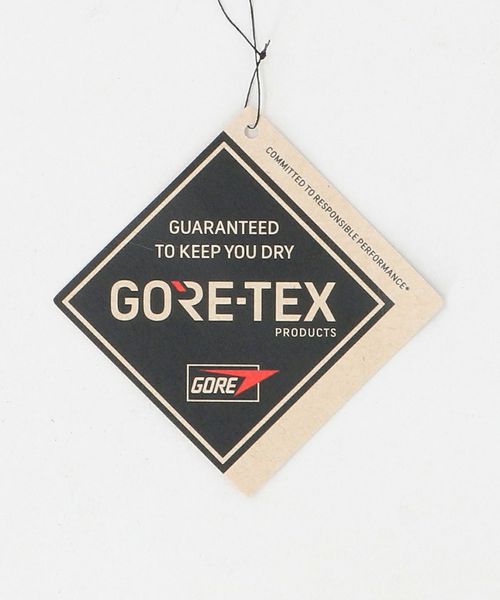 COMMITTED TO RESPONSIBLE PERFORMANCE*
GUARANTEED
TO KEEP YOU DRY
GORE-TEX
PRODUCTS
GORE